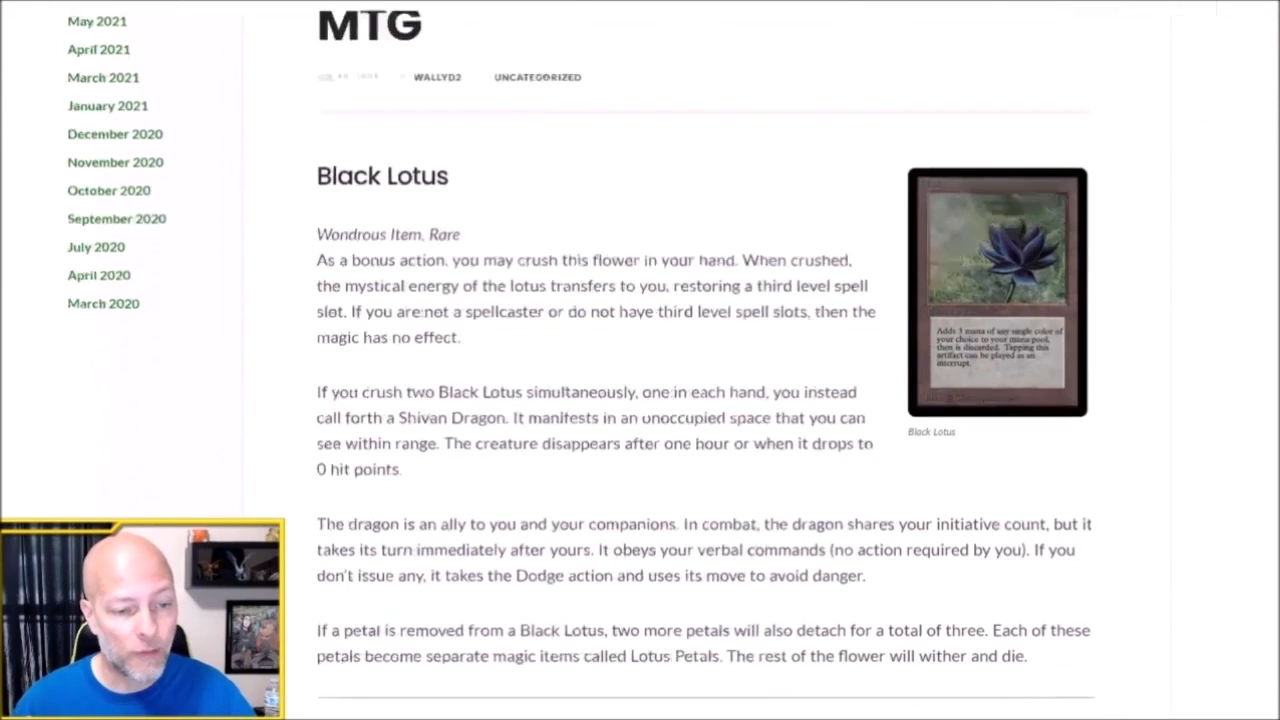 May 2021
April 2021
March 2021
January 2021
December 2020
November 2020
October 2020
September 2020
July 2020
April 2020
March 2020
MTG
WALLYD2
UNCATEGORIZED
Black Lotus
Wondrous Item, Rare
As a bonus action, you may crush this flower in your hand. When crushed,
the mystical energy of the lotus transfers to you, restoring a third level spell
slot. If you are not a spellcaster or do not have third level spell slots, then the
magic has no effect.
If you crush two Black Lotus simultaneously, one in each hand, you instead
call forth a Shivan Dragon. It manifests in an unoccupied space that you can
see within range. The creature disappears after one hour or when it drops to
0 hit points.
The dragon is an ally to you and your companions. In combat, the dragon shares your initiative count, but it
takes its turn immediately after yours. It obeys your verbal commands (no action required by you). If you
don't issue any, it takes the Dodge action and uses its move to avoid danger.
If a petal is removed from a Black Lotus, two more petals will also detach for a total of three. Each of these
petals become separate magic items called Lotus Petals. The rest of the flower will wither and die.
Adds 3 mana of any single color of
your choice to your mana pool,
then is discarded. Tapping this
artifact can be played as an
interrupt.
Black Lotus